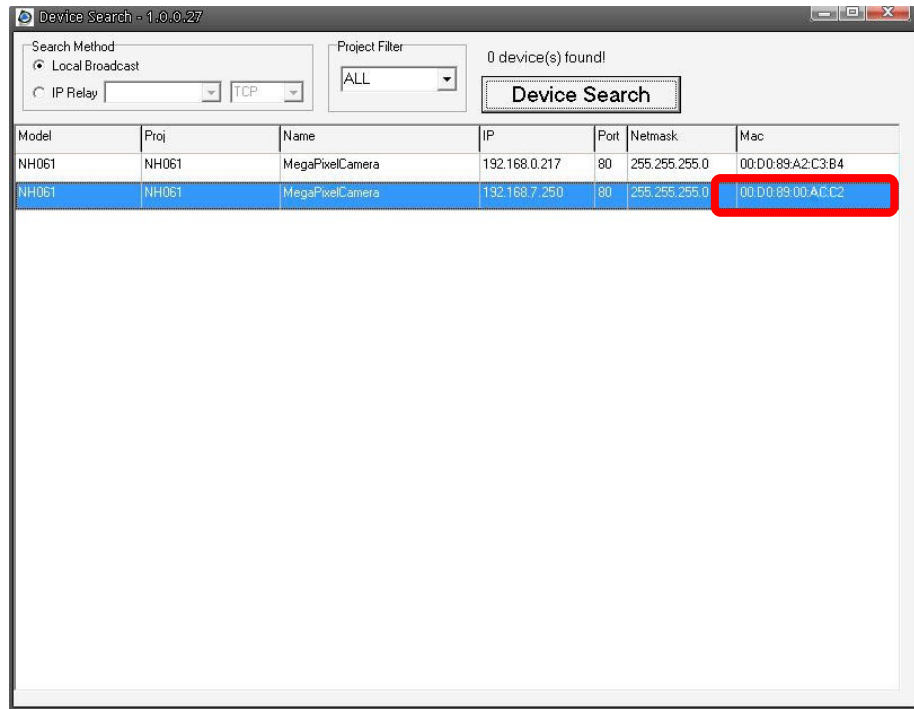 Device Search - 1.0.0.27
Search Method
Local Broadcast
IP Relay TCP
Project Filter
ALL
0 device(s) found!
Device Search
Model Proj Name IP Port Netmask Mac
NH061 NH061 MegaPixelCamera 192.168.0.217 80 255.255.255.0 00:D0:89:A2:C3:B4
NH061 NH061 MegaPixelCamera 192.168.7.250 80 255.255.255.0 00:D0:89:00:AC:C2